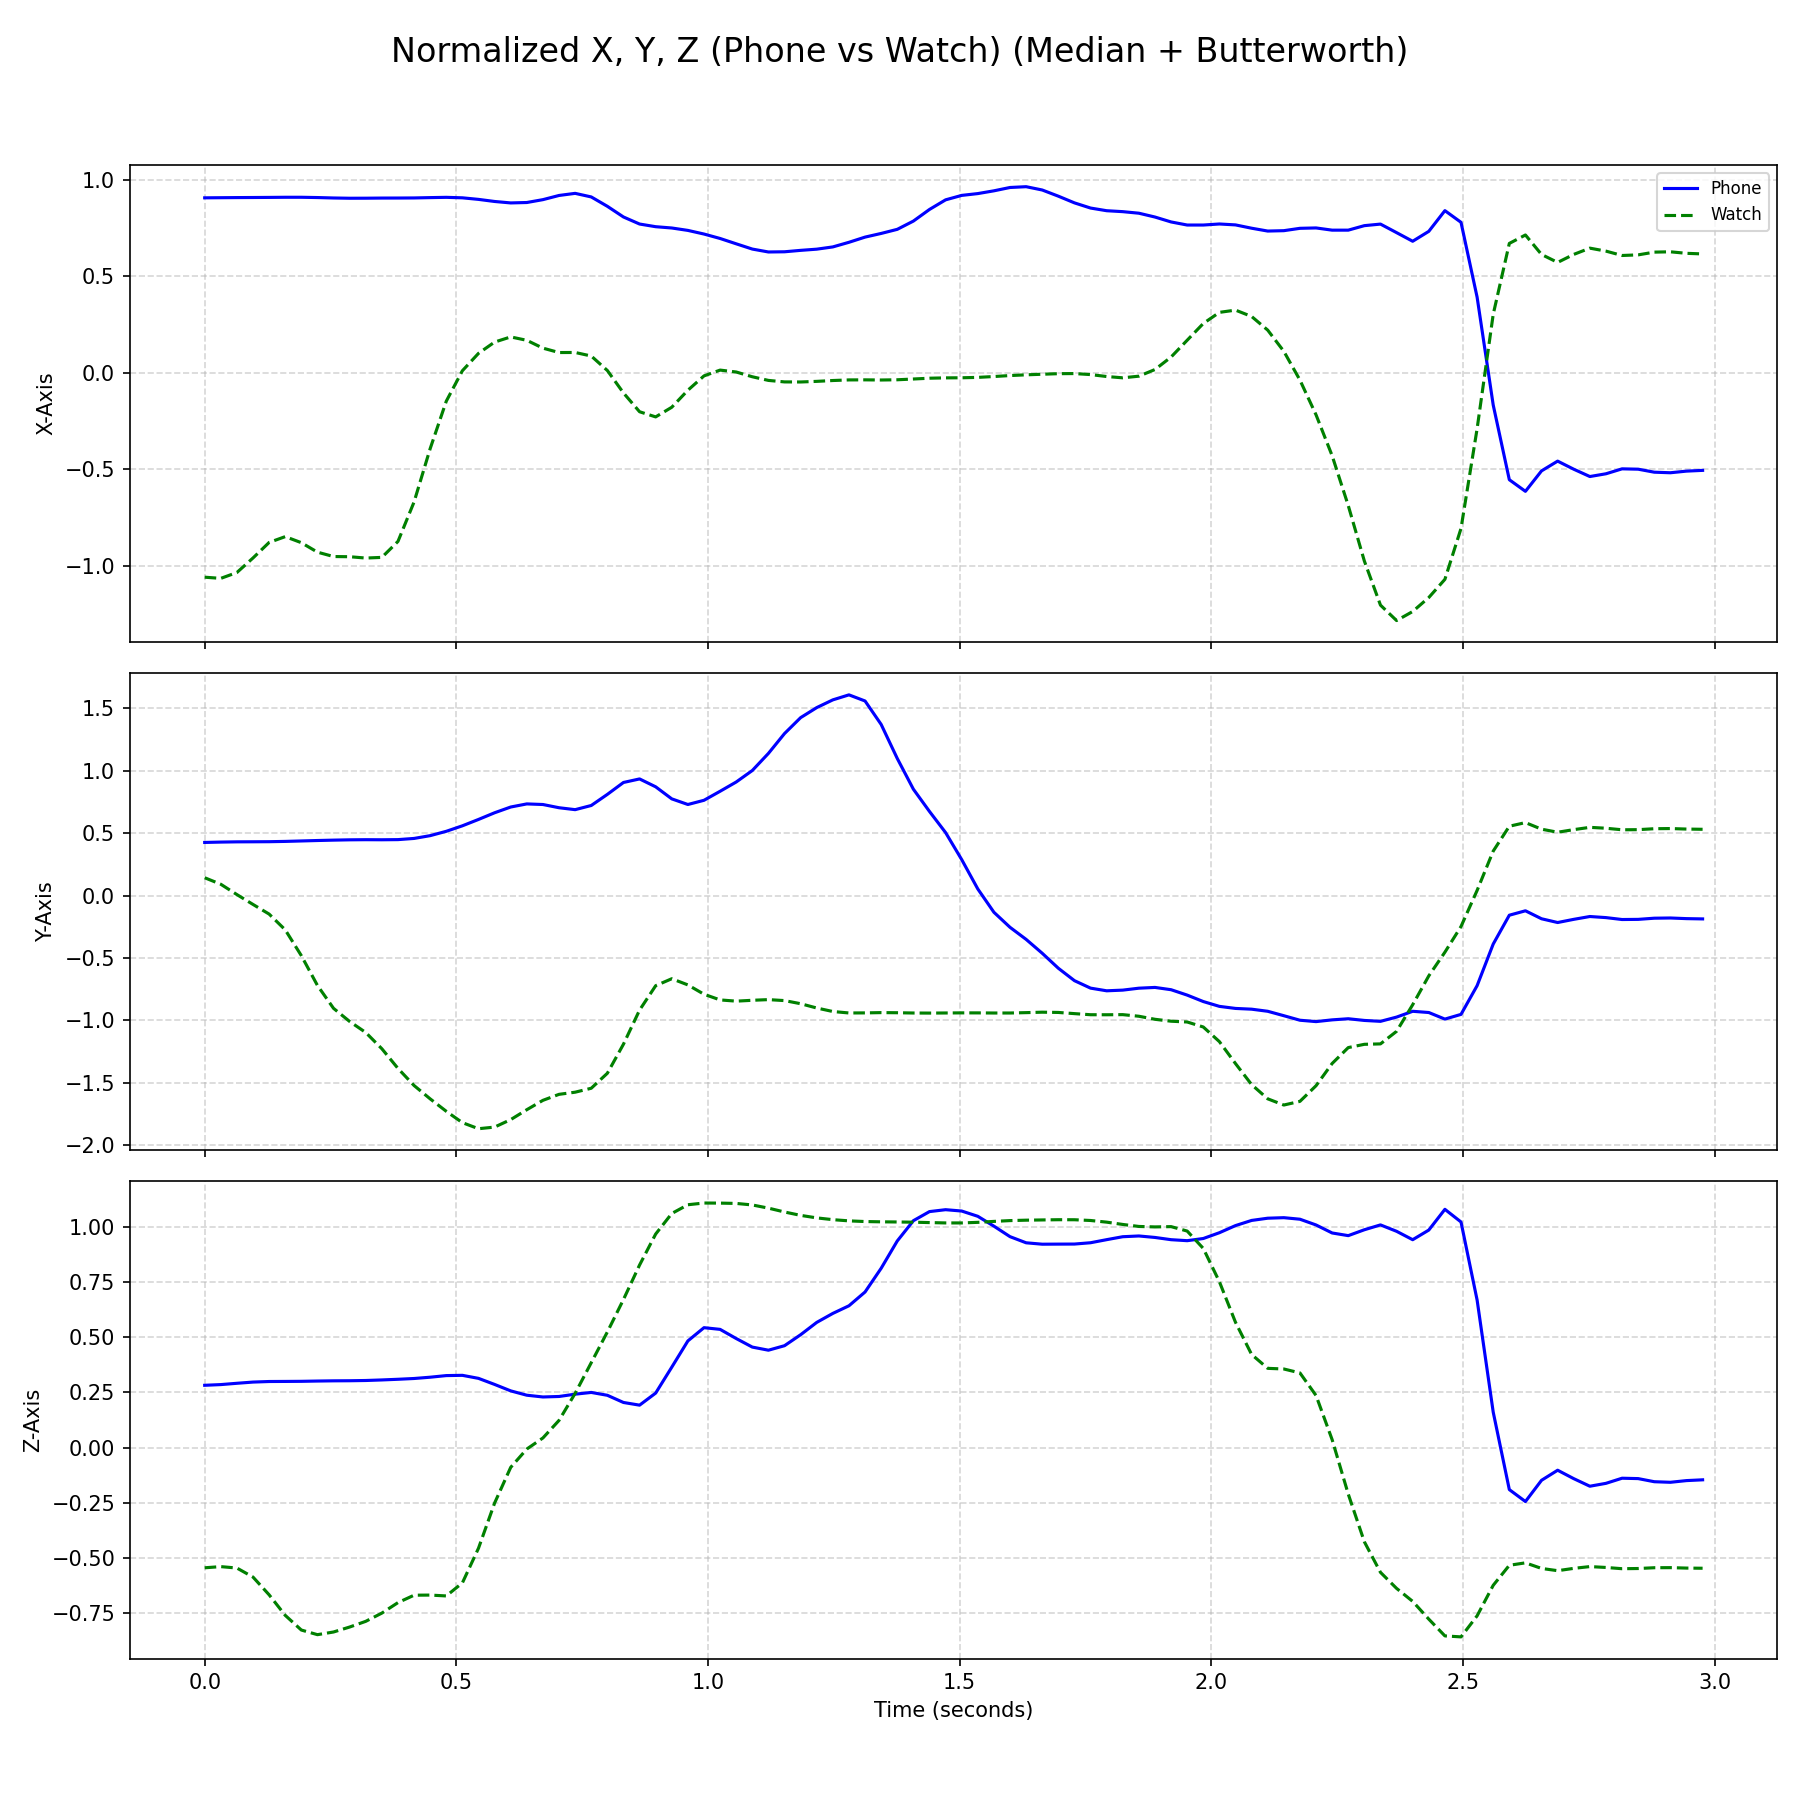 Normalized X, Y, Z (Phone vs Watch) (Median + Butterworth)
Phone
Watch
X-Axis
1.0
0.5
0.0
−0.5
−1.0
Y-Axis
1.5
1.0
0.5
0.0
−0.5
−1.0
−1.5
−2.0
Z-Axis
1.00
0.75
0.50
0.25
0.00
−0.25
−0.50
−0.75
0.0 0.5 1.0 1.5 2.0 2.5 3.0
Time (seconds)